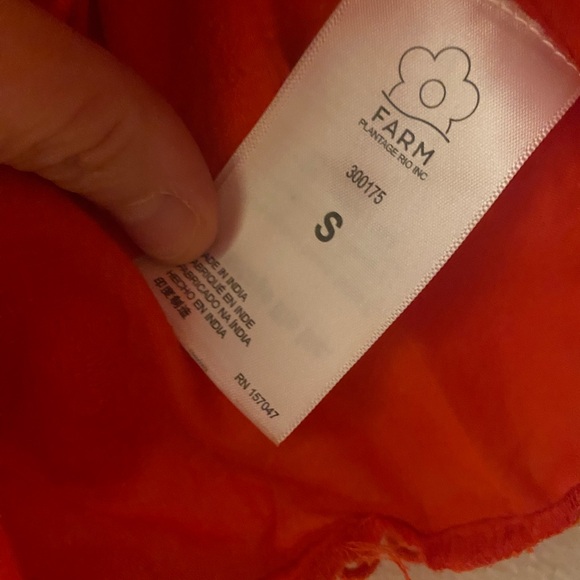 FARM
PLANTAGE RIO INC
300175
S
MADE IN INDIA
FABRIQUÉ EN INDE
FABRICADO NA ÍNDIA
HECHO EN INDIA
印度制造
RN 157047